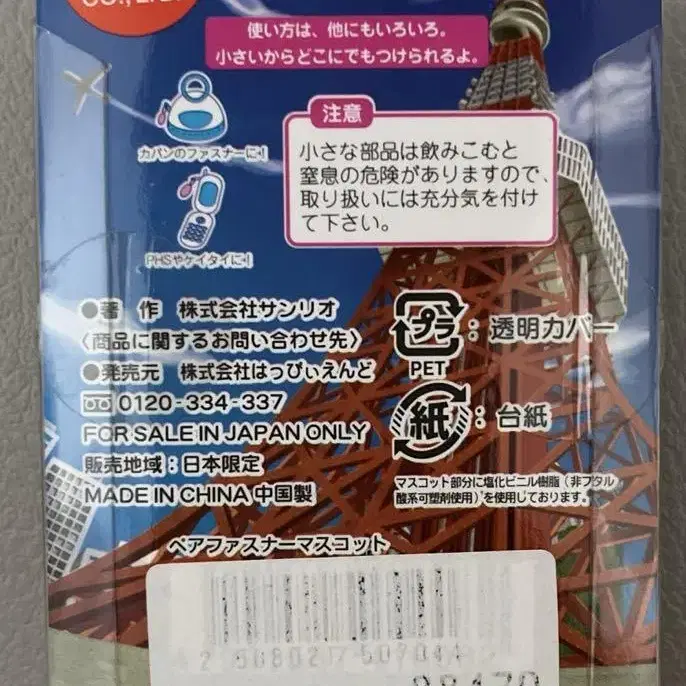 使い方は、他にもいろいろ。
小さいからどこにでもつけられるよ。
カバンのファスナーに!
PHSやケイタイに!
注意
小さな部品は飲みこむと
窒息の危険がありますので、
取り扱いには充分気を付け
て下さい。
●著 作 株式会社サンリオ
〈商品に関するお問い合わせ先〉
●発売元 株式会社はっぴぃえんど
0120-334-337
FOR SALE IN JAPAN ONLY
販売地域:日本限定
MADE IN CHINA 中国製
プラ
PET
:透明カバー
紙
:台紙
マスコット部分に塩化ビニル樹脂(非フタル
酸系可塑剤使用)を使用しております。
ペアファスナーマスコット